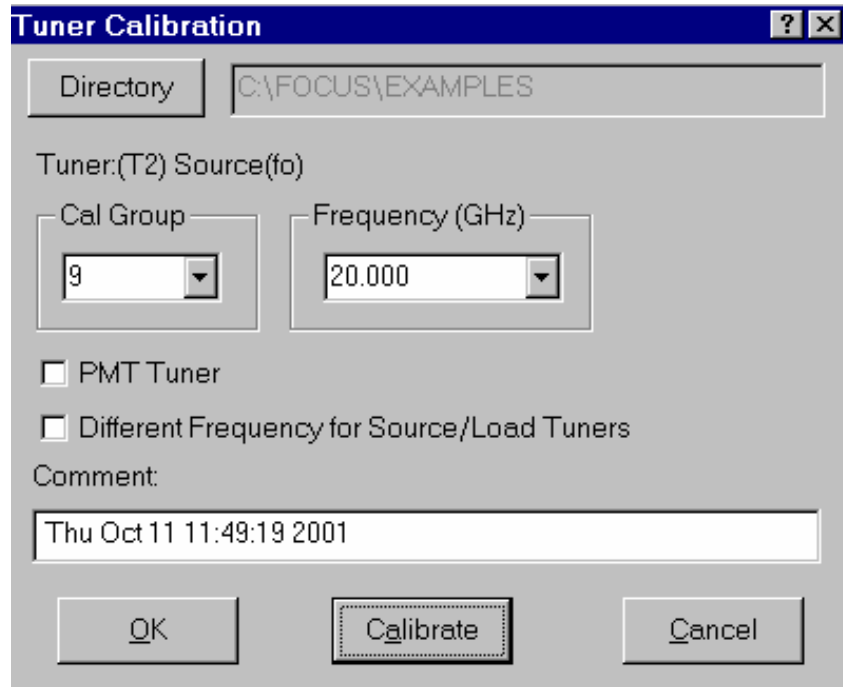 Tuner Calibration
Directory C:\FOCUS\EXAMPLES
Tuner:(T2) Source(fo)
Cal Group Frequency (GHz)
9 20.000
PMT Tuner
Different Frequency for Source/Load Tuners
Comment:
Thu Oct 11 11:49:19 2001
OK Calibrate Cancel